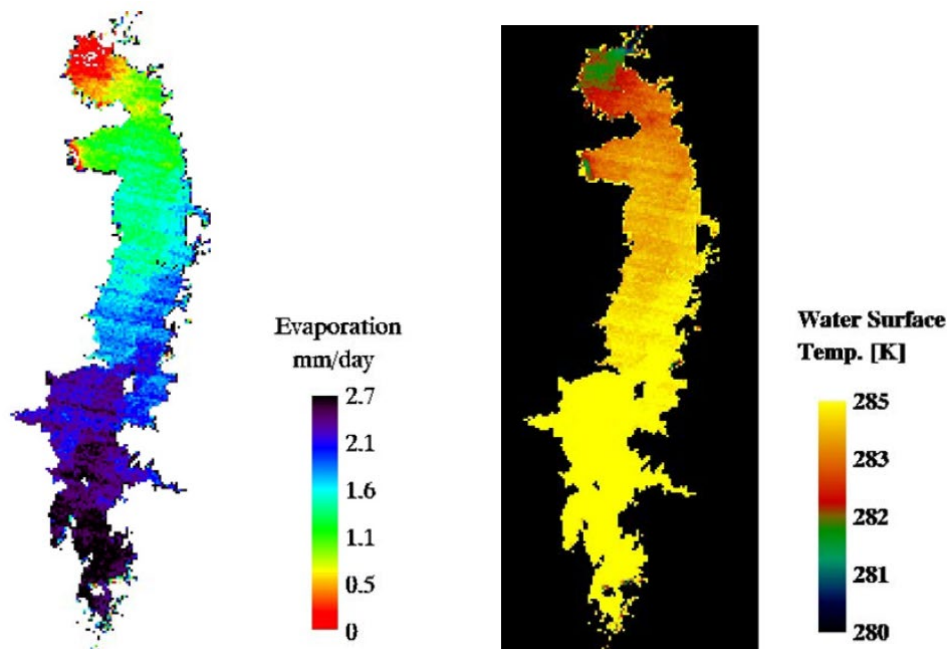 Evaporation
mm/day
2.7
2.1
1.6
1.1
0.5
0
Water Surface
Temp. [K]
285
283
282
281
280